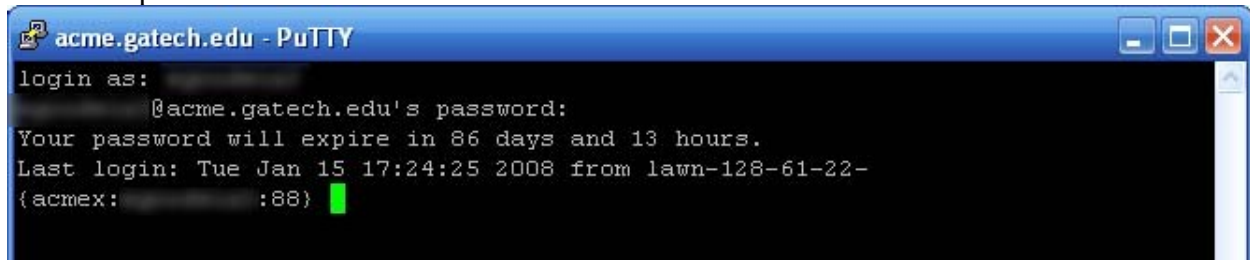 acme.gatech.edu - PuTTY
login as:
@acme.gatech.edu's password:
Your password will expire in 86 days and 13 hours.
Last login: Tue Jan 15 17:24:25 2008 from lawn-128-61-22-
{acmex: :88}